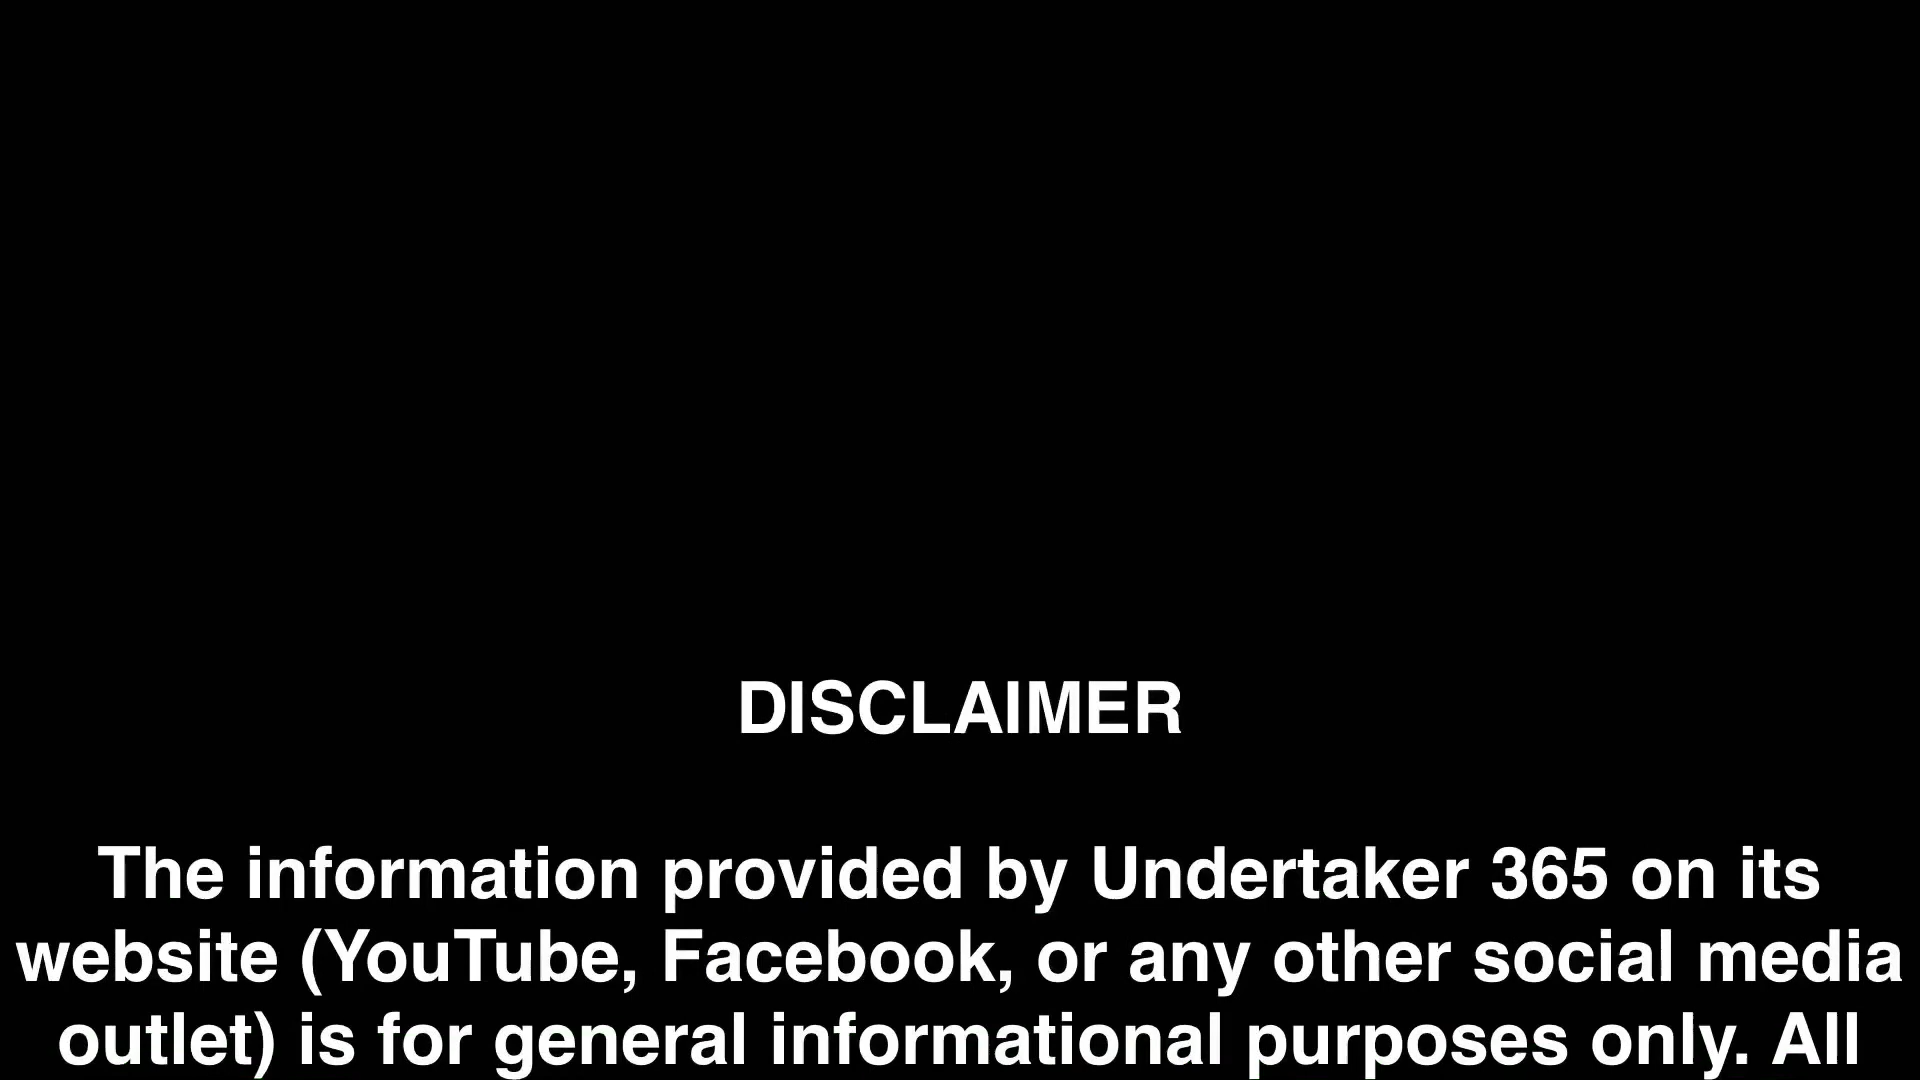 DISCLAIMER
The information provided by Undertaker 365 on its
website (YouTube, Facebook, or any other social media
outlet) is for general informational purposes only. All